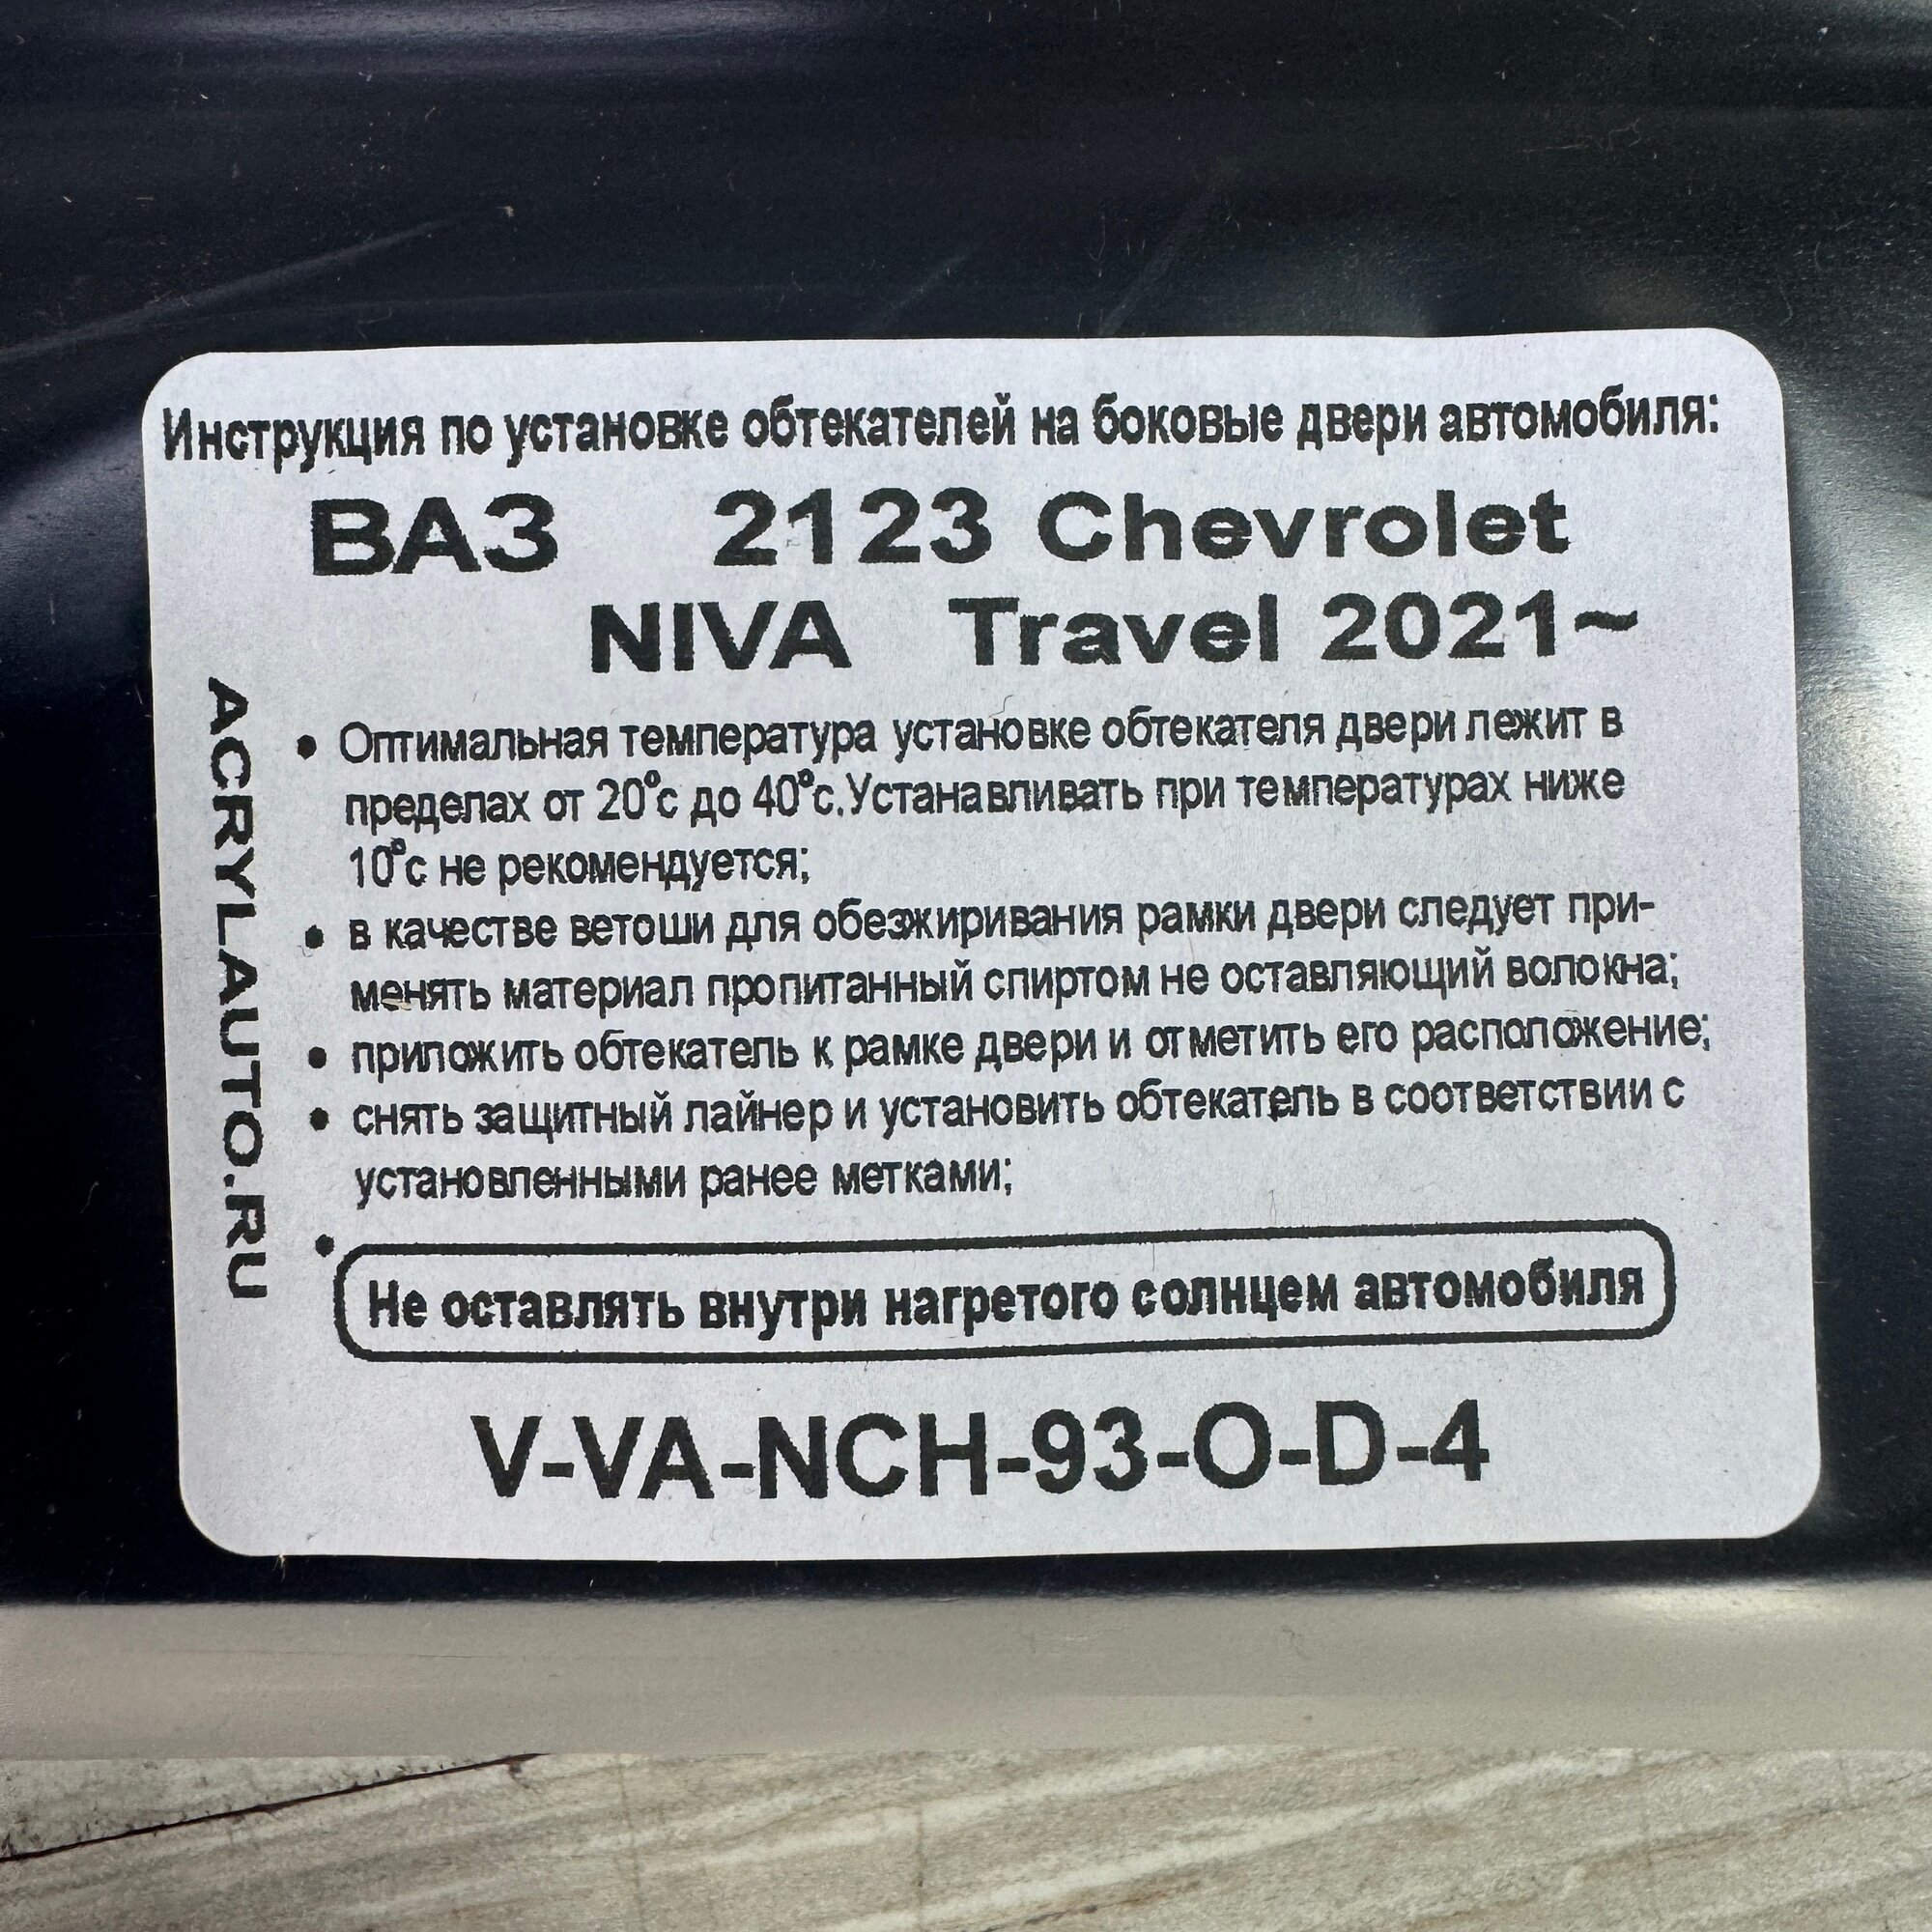 Инструкция по установке обтекателей на боковые двери автомобиля:
ВАЗ 2123 Chevrolet
NIVA Travel 2021~
ACRYLAUTO.RU
• Оптимальная температура установке обтекателя двери лежит в
пределах от 20°с до 40°с.Устанавливать при температурах ниже
10°с не рекомендуется;
• в качестве ветоши для обезжиривания рамки двери следует при-
менять материал пропитанный спиртом не оставляющий волокна;
• приложить обтекатель к рамке двери и отметить его расположение;
• снять защитный лайнер и установить обтекатель в соответствии с
установленными ранее метками;
• Не оставлять внутри нагретого солнцем автомобиля
V-VA-NCH-93-O-D-4